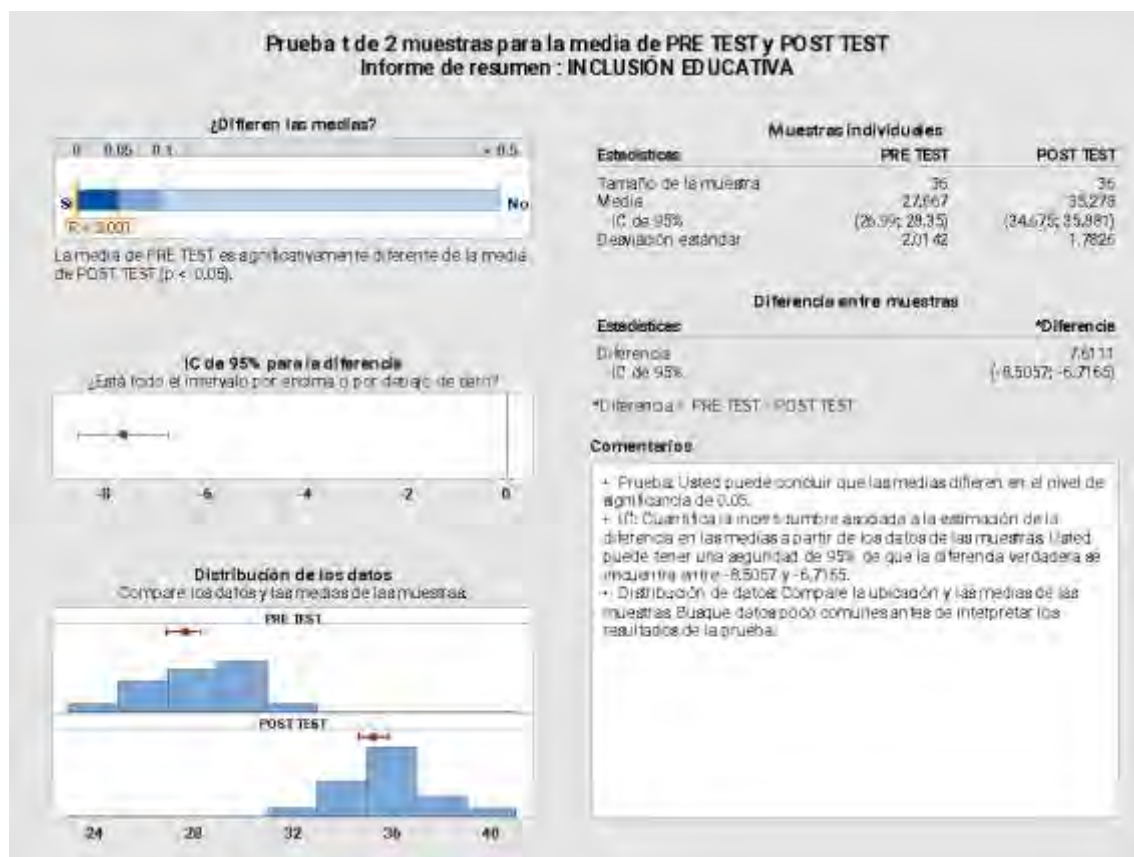 Prueba t de 2 muestras para la media de PRE TEST y POST TEST
Informe de resumen : INCLUSIÓN EDUCATIVA
¿Difieren las medias?
0 0.05 0.1 > 0.5
Sí No
P < 0.001
La media de PRE TEST es significativamente diferente de la media
de POST TEST (p < 0.05).
IC de 95% para la diferencia
¿Está todo el intervalo por encima o por debajo de cero?
-8 -6 -4 -2 0
Distribución de los datos
Compare los datos y las medias de las muestras.
PRE TEST
POST TEST
24 28 32 36 40
Muestras individuales
Estadísticas PRE TEST POST TEST
Tamaño de la muestra 36 36
Media 27,667 35,278
IC de 95% (26.99; 28.35) (34,675; 35,881)
Desviación estándar 2,0142 1,7826
Diferencia entre muestras
Estadísticas *Diferencia
Diferencia 7,6111
IC de 95% (-8,5057; -6,7165)
*Diferencia = PRE TEST - POST TEST
Comentarios
• Prueba: Usted puede concluir que las medias difieren en el nivel de
significancia de 0.05.
• IC: Cuantifica la incertidumbre asociada a la estimación de la
diferencia en las medias a partir de los datos de las muestras. Usted
puede tener una seguridad de 95% de que la diferencia verdadera se
encuentra entre -8,5057 y -6,7165.
• Distribución de datos: Compare la ubicación y las medias de las
muestras. Busque datos poco comunes antes de interpretar los
resultados de la prueba.